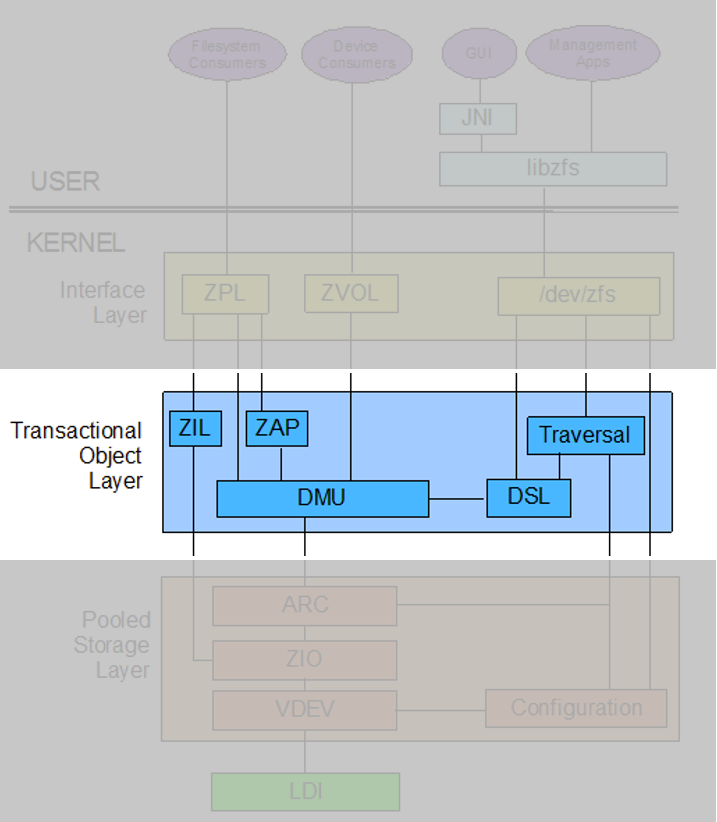 Filesystem
Consumers
Device
Consumers
GUI
Management
Apps
JNI
libzfs
USER
KERNEL
Interface
Layer
ZPL
ZVOL
/dev/zfs
Transactional
Object
Layer
ZIL
ZAP
Traversal
DMU
DSL
Pooled
Storage
Layer
ARC
ZIO
VDEV
Configuration
LDI